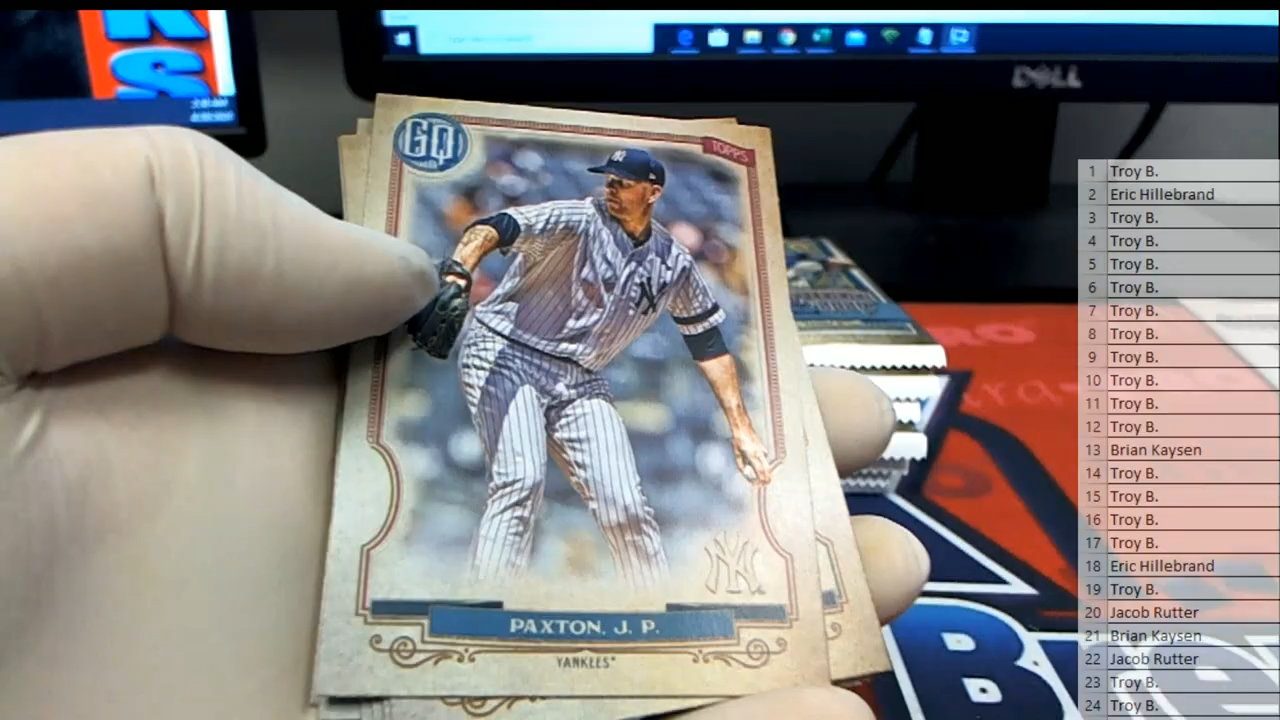 KS
DELL
GQ
TOPPS
NY
PAXTON, J. P.
YANKEES
1 Troy B.
2 Eric Hillebrand
3 Troy B.
4 Troy B.
5 Troy B.
6 Troy B.
7 Troy B.
8 Troy B.
9 Troy B.
10 Troy B.
11 Troy B.
12 Troy B.
13 Brian Kaysen
14 Troy B.
15 Troy B.
16 Troy B.
17 Troy B.
18 Eric Hillebrand
19 Troy B.
20 Jacob Rutter
21 Brian Kaysen
22 Jacob Rutter
23 Troy B.
24 Troy B.